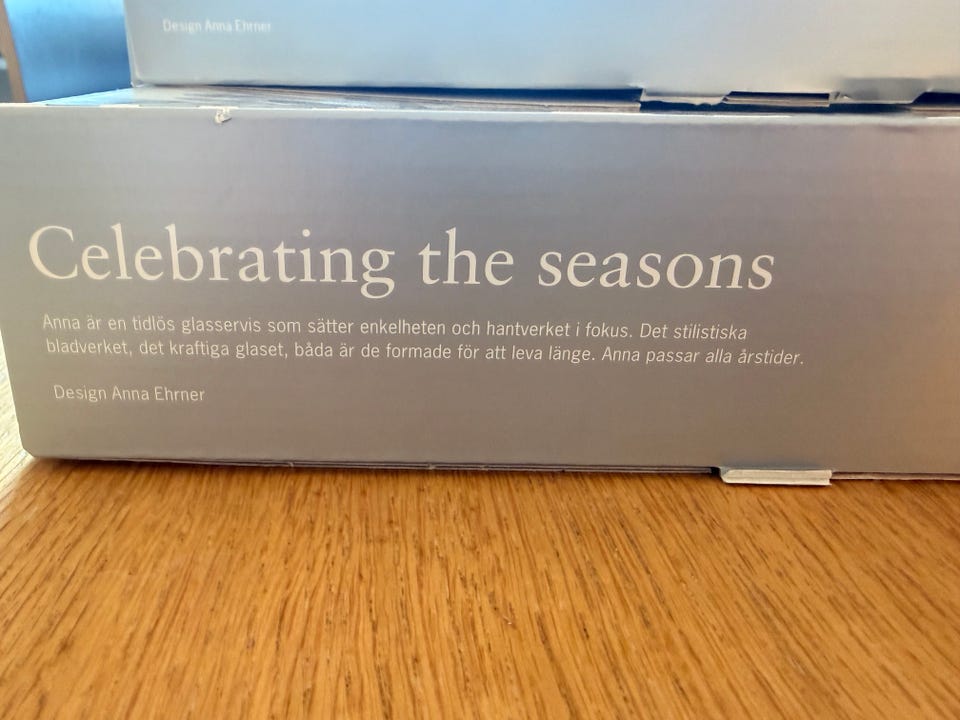 Design Anna Ehrner
Celebrating the seasons
Anna är en tidlös glasservis som sätter enkelheten och hantverket i fokus. Det stilistiska
bladverket, det kraftiga glaset, båda är de formade för att leva länge. Anna passar alla årstider.
Design Anna Ehrner